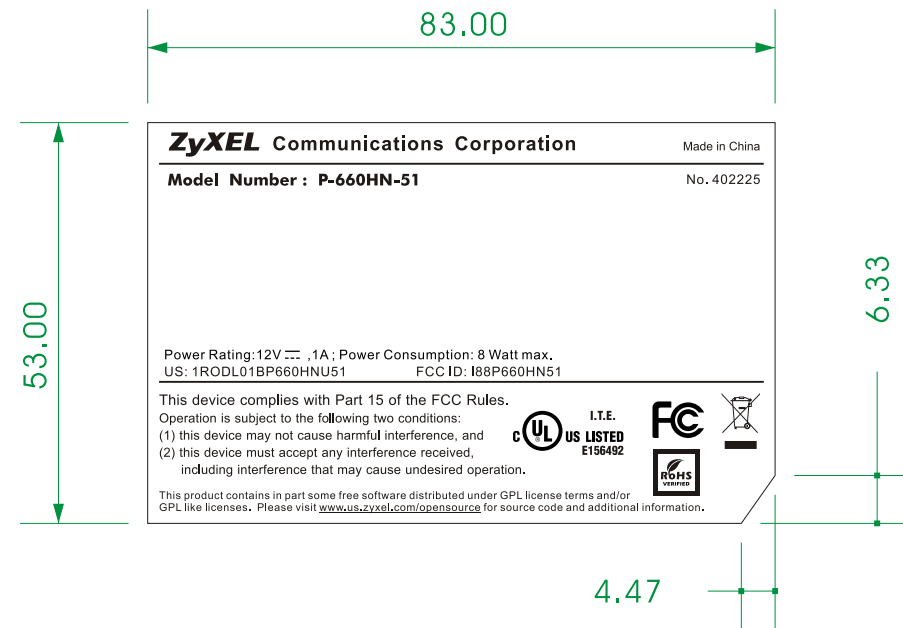 83.00
ZyXEL Communications Corporation
Made in China
Model Number : P-660HN-51
No. 402225
53.00
6.33
Power Rating:12V ⎓ ,1A ; Power Consumption: 8 Watt max.
US: 1RODL01BP660HNU51 FCC ID: I88P660HN51
This device complies with Part 15 of the FCC Rules.
Operation is subject to the following two conditions:
(1) this device may not cause harmful interference, and
(2) this device must accept any interference received,
including interference that may cause undesired operation.
C UL ® US LISTED
I.T.E.
E156492
FC
RoHS
VERIFIED
This product contains in part some free software distributed under GPL license terms and/or
GPL like licenses. Please visit www.us.zyxel.com/opensource for source code and additional information.
4.47